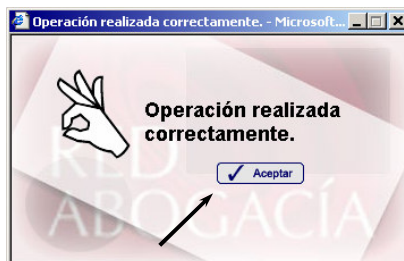 Operación realizada correctamente. - Microsoft...
Operación realizada
correctamente.
Aceptar
RED
ABOGACÍA